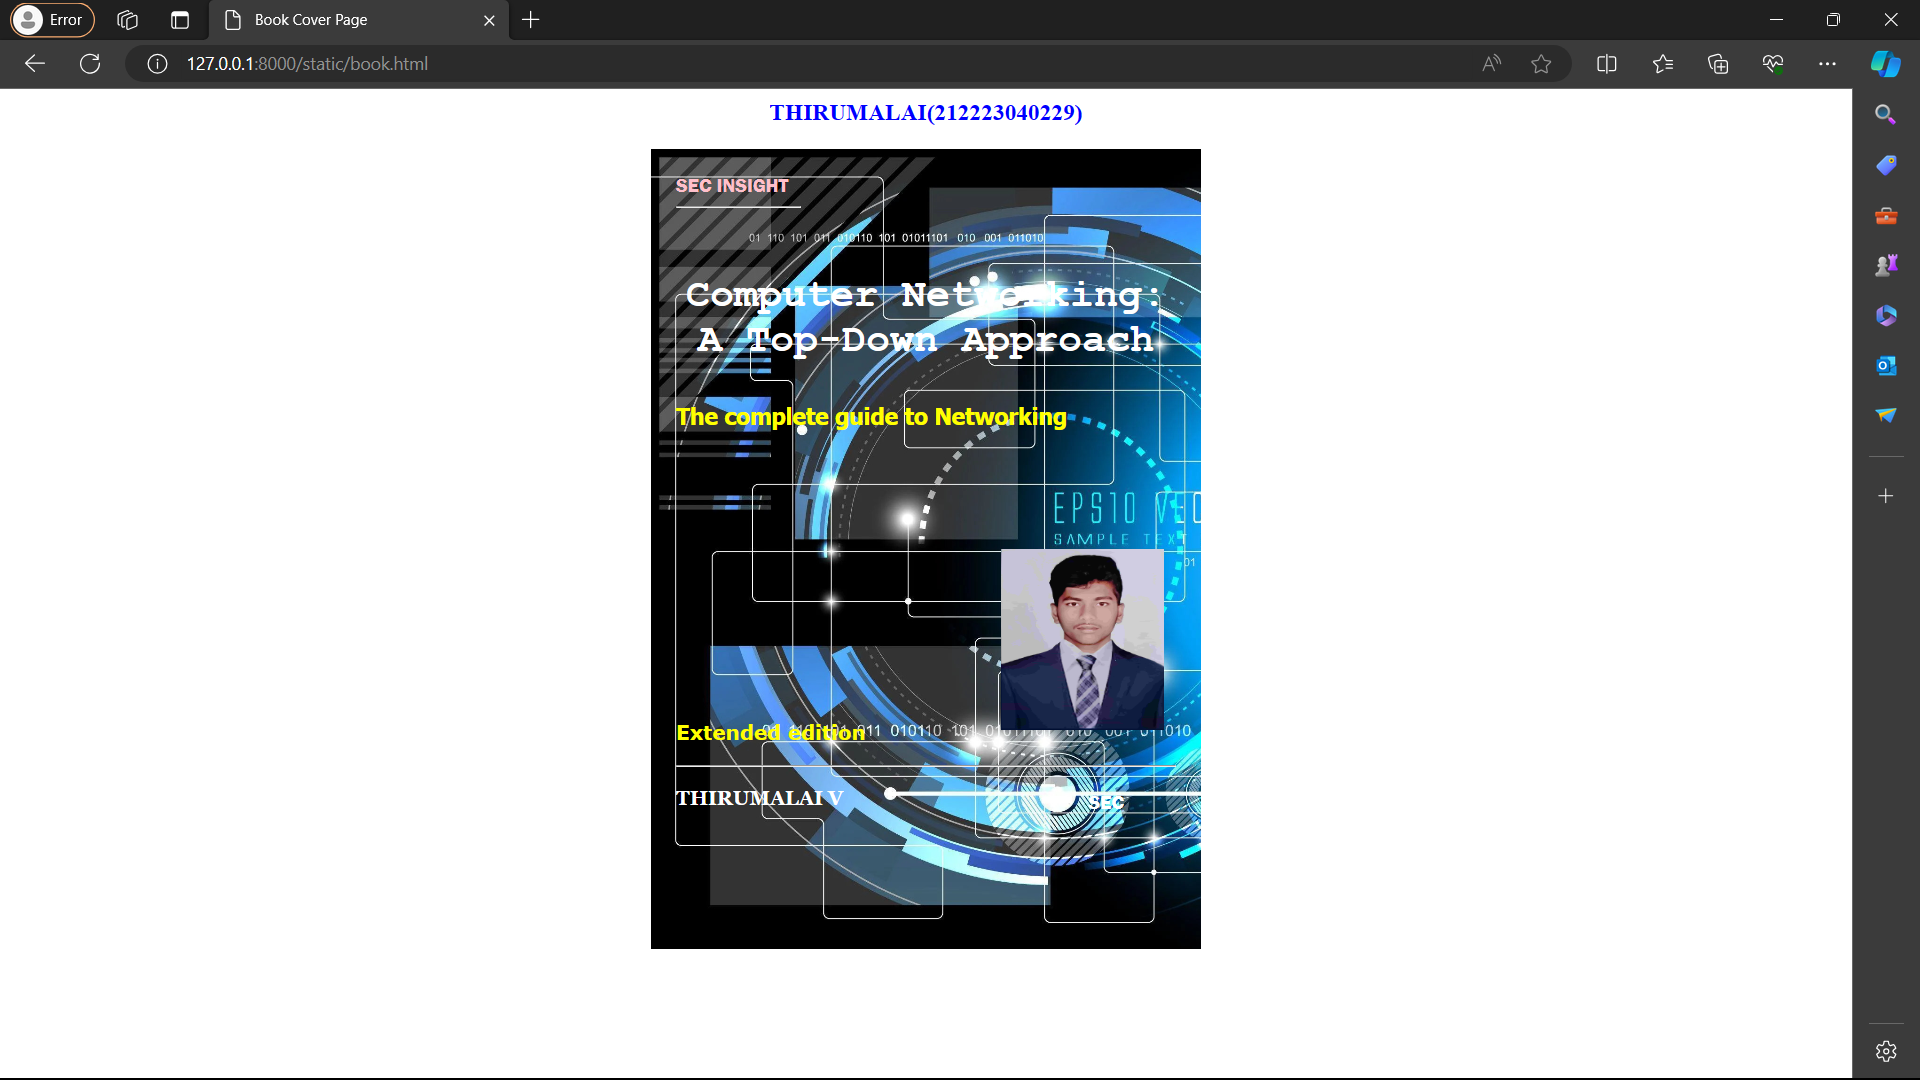 Error
Book Cover Page
127.0.0.1:8000/static/book.html
THIRUMALAI(212223040229)
SEC INSIGHT
01 110 101 011 010110 101 01011101 010 001 011010
Computer Networking:
A Top-Down Approach
The complete guide to Networking
EPS10 VEC
SAMPLE TEXT
01
Extended edition
011 010110 101 01011101 010 001 011010
THIRUMALAI V
SEC